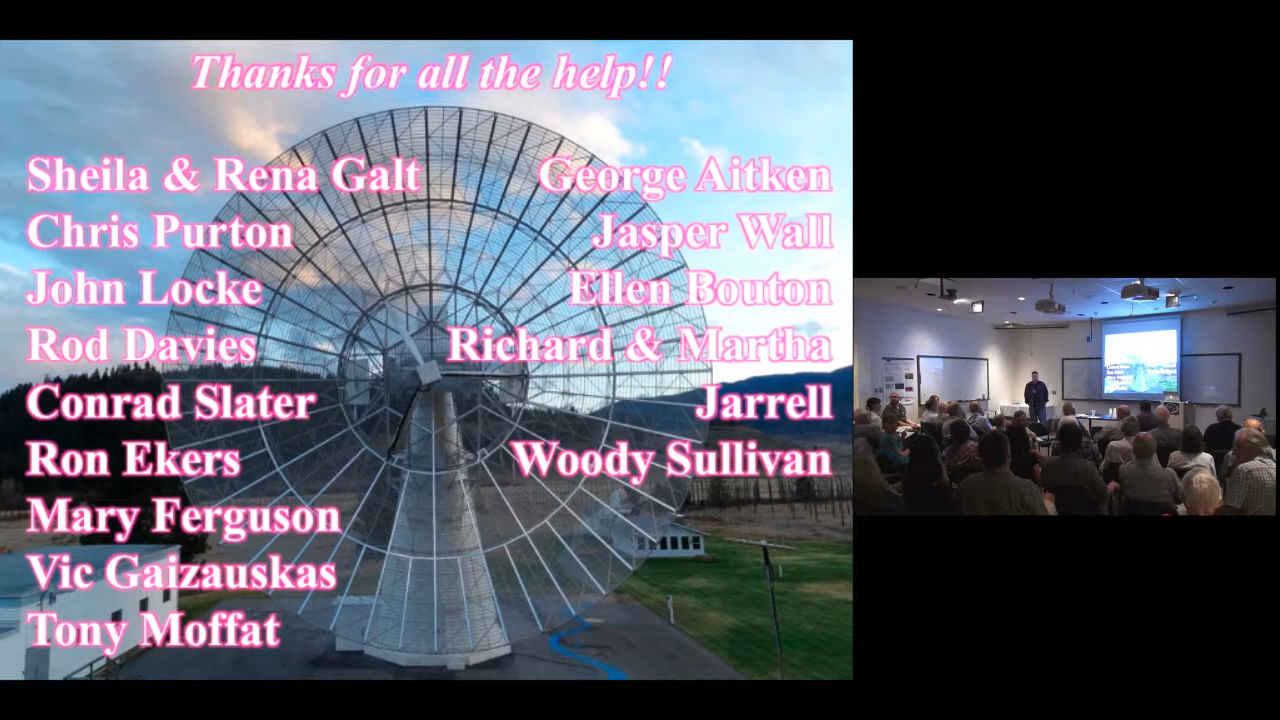 Thanks for all the help!!
Sheila & Rena Galt
Chris Purton
John Locke
Rod Davies
Conrad Slater
Ron Ekers
Mary Ferguson
Vic Gaizauskas
Tony Moffat
George Aitken
Jasper Wall
Ellen Bouton
Richard & Martha
Jarrell
Woody Sullivan